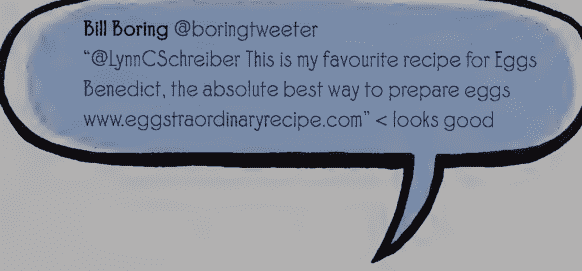 Bill Boring @boringtweeter
“@LynnCSchreiber This is my favourite recipe for Eggs
Benedict, the absolute best way to prepare eggs
www.eggstraordinaryrecipe.com” < looks good